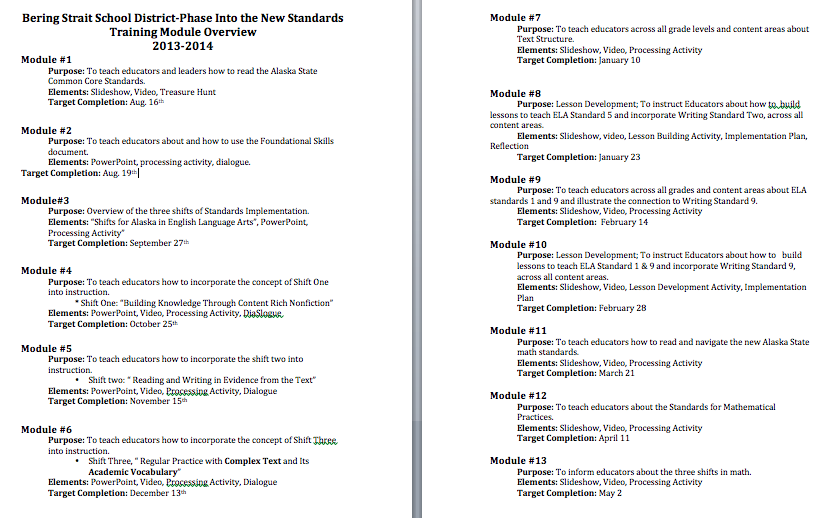 Bering Strait School District-Phase Into the New Standards
Training Module Overview
2013-2014
Module #1
Purpose: To teach educators and leaders how to read the Alaska State
Common Core Standards.
Elements: Slideshow, Video, Treasure Hunt
Target Completion: Aug. 16th
Module #2
Purpose: To teach educators about and how to use the Foundational Skills
document.
Elements: PowerPoint, processing activity, dialogue.
Target Completion: Aug. 19th
Module#3
Purpose: Overview of the three shifts of Standards Implementation.
Elements: "Shifts for Alaska in English Language Arts", PowerPoint,
Processing Activity"
Target Completion: September 27th
Module #4
Purpose: To teach educators how to incorporate the concept of Shift One
into instruction.
* Shift One: "Building Knowledge Through Content Rich Nonfiction"
Elements: PowerPoint, Video, Processing Activity, DiaSlogue
Target Completion: October 25th
Module #5
Purpose: To teach educators how to incorporate the shift two into
instruction.
• Shift two: " Reading and Writing in Evidence from the Text"
Elements: PowerPoint, Video, Processing Activity, Dialogue
Target Completion: November 15th
Module #6
Purpose: To teach educators how to incorporate the concept of Shift Three
into instruction.
• Shift Three, " Regular Practice with Complex Text and Its
Academic Vocabulary"
Elements: PowerPoint, Video, Processing Activity, Dialogue
Target Completion: December 13th
Module #7
Purpose: To teach educators across all grade levels and content areas about
Text Structure.
Elements: Slideshow, Video, Processing Activity
Target Completion: January 10
Module #8
Purpose: Lesson Development; To instruct Educators about how to build
lessons to teach ELA Standard 5 and incorporate Writing Standard Two, across all
content areas.
Elements: Slideshow, video, Lesson Building Activity, Implementation Plan,
Reflection
Target Completion: January 23
Module #9
Purpose: To teach educators across all grades and content areas about ELA
standards 1 and 9 and illustrate the connection to Writing Standard 9.
Elements: Slideshow, Video, Processing Activity
Target Completion: February 14
Module #10
Purpose: Lesson Development; To instruct Educators about how to build
lessons to teach ELA Standard 1 & 9 and incorporate Writing Standard 9,
across all content areas.
Elements: Slideshow, Video, Lesson Development Activity, Implementation
Plan
Target Completion: February 28
Module #11
Purpose: To teach educators how to read and navigate the new Alaska State
math standards.
Elements: Slideshow, Video, Processing Activity
Target Completion: March 21
Module #12
Purpose: To teach educators about the Standards for Mathematical
Practices.
Elements: Slideshow, Video, Processing Activity
Target Completion: April 11
Module #13
Purpose: To inform educators about the three shifts in math.
Elements: Slideshow, Video, Processing Activity
Target Completion: May 2